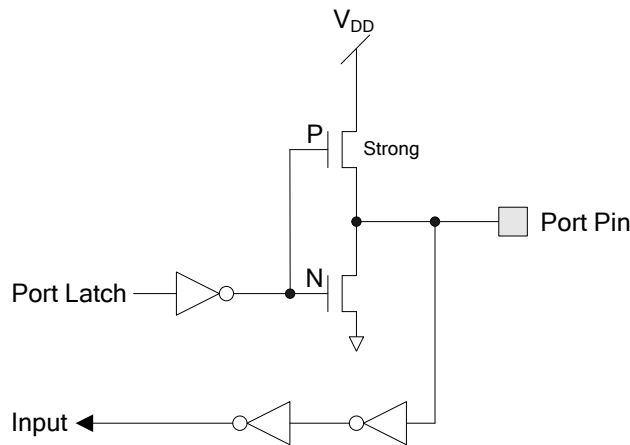 VDD
P
Strong
Port Pin
N
Port Latch
Input